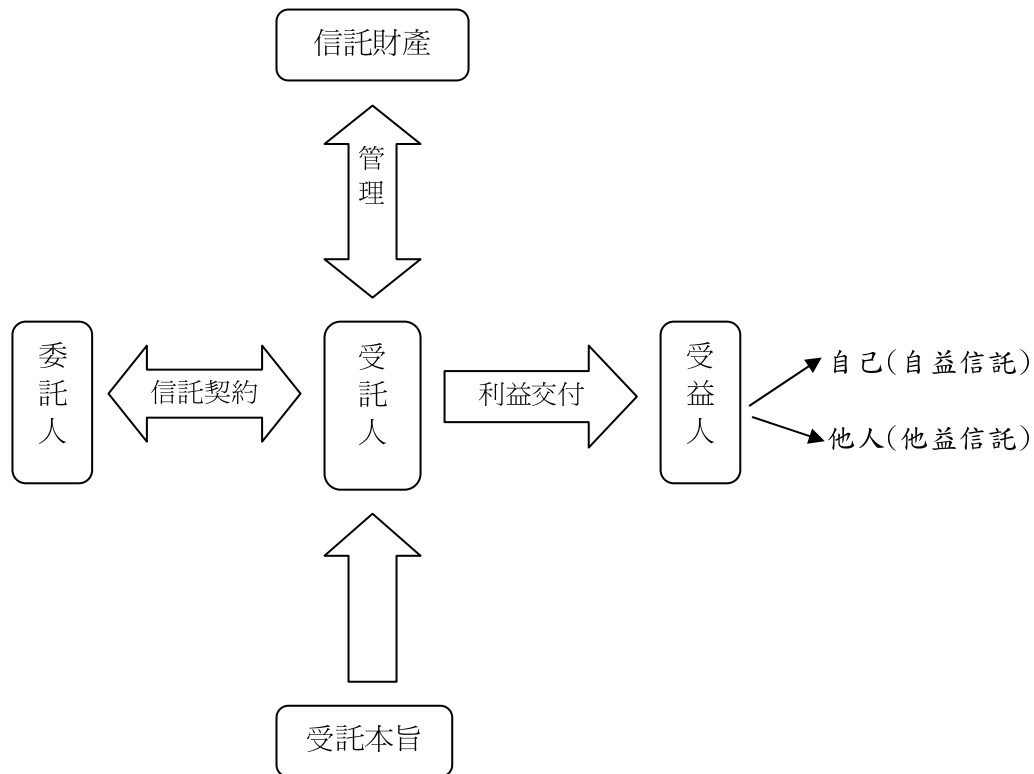 信託財產
管理
委託人
信託契約
受託人
利益交付
受益人
自己(自益信託)
他人(他益信託)
受託本旨